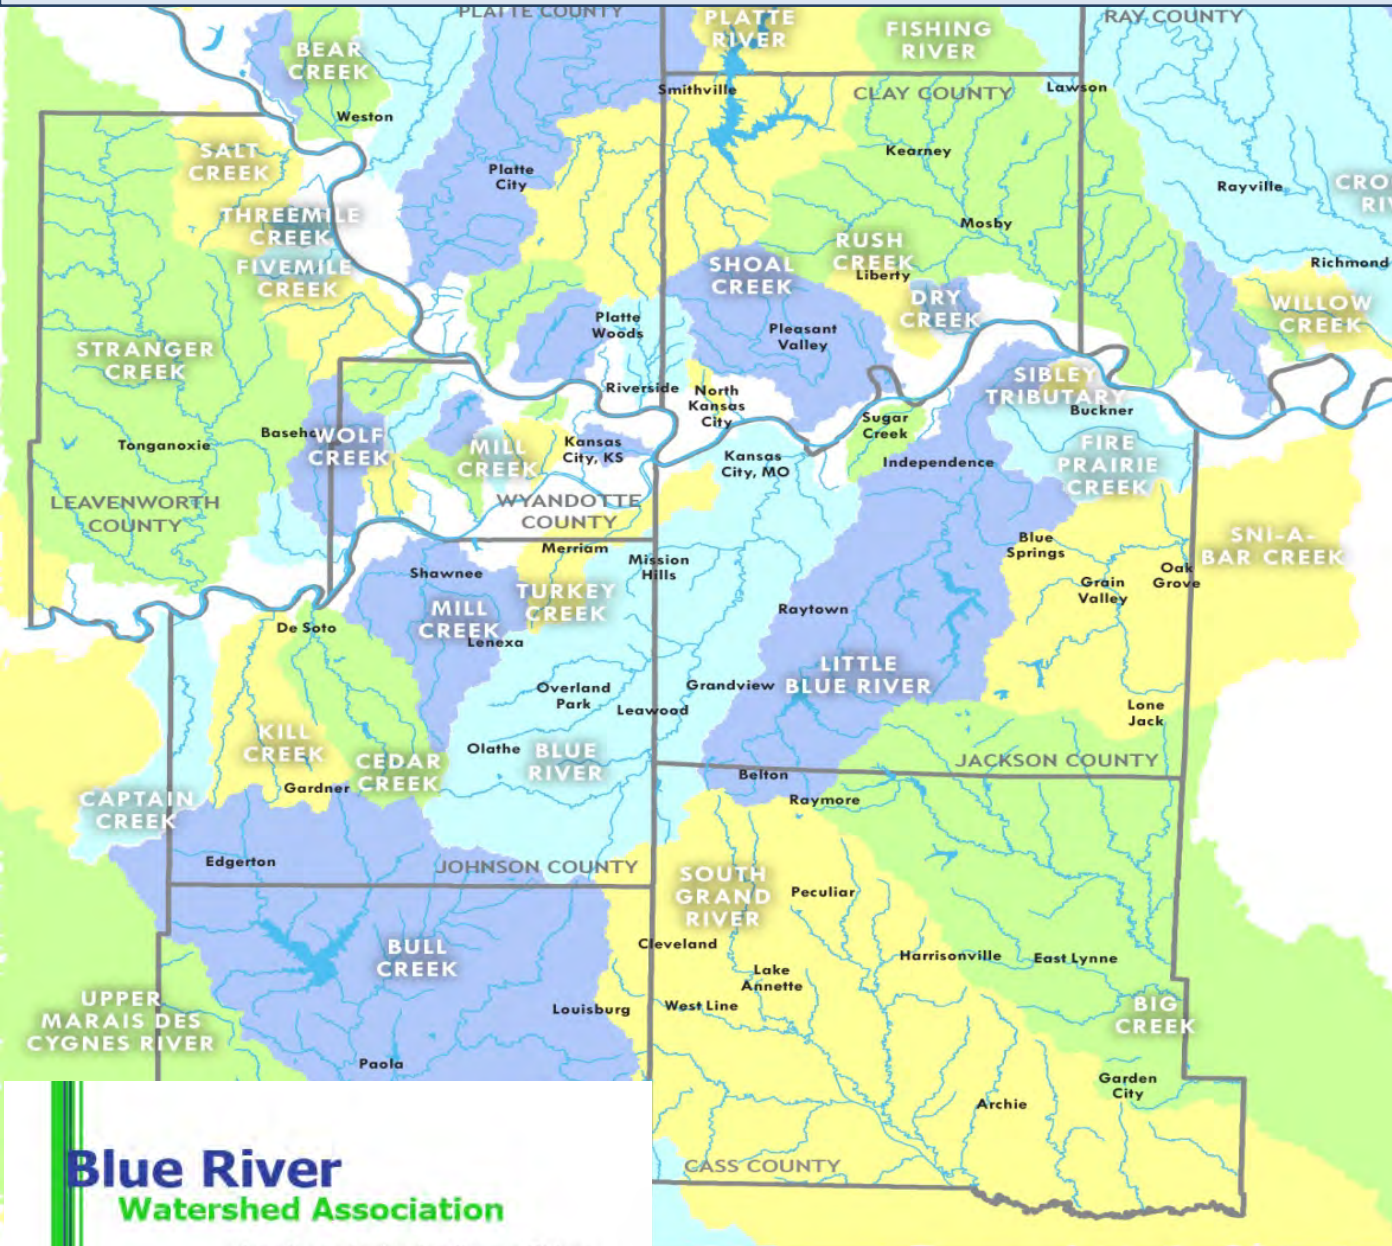 PLATTE COUNTY
PLATTE
RIVER
FISHING
RIVER
RAY COUNTY
BEAR
CREEK
Weston
Smithville
CLAY COUNTY
Lawson
SALT
CREEK
Platte
City
Kearney
Rayville
THREEMILE
CREEK
Mosby
FIVEMILE
CREEK
SHOAL
CREEK
RUSH
CREEK
Liberty
Richmond
DRY
CREEK
WILLOW
CREEK
STRANGER
CREEK
Platte
Woods
Pleasant
Valley
Riverside
North
Kansas
City
SIBLEY
TRIBUTARY
Buckner
Sugar
Creek
Tonganoxie
WOLF
CREEK
MILL
CREEK
Kansas
City, KS
Kansas
City, MO
Independence
FIRE
PRAIRIE
CREEK
LEAVENWORTH
COUNTY
WYANDOTTE
COUNTY
Merriam
Mission
Hills
Blue
Springs
SNI-A-
BAR CREEK
Shawnee
TURKEY
CREEK
Grain
Valley
Oak
Grove
MILL
CREEK
Lenexa
Raytown
De Soto
Overland
Park
Leawood
Grandview
LITTLE
BLUE RIVER
Lone
Jack
KILL
CREEK
CEDAR
CREEK
Olathe
BLUE
RIVER
JACKSON COUNTY
Gardner
Belton
Raymore
CAPTAIN
CREEK
Edgerton
JOHNSON COUNTY
SOUTH
GRAND
RIVER
Peculiar
BULL
CREEK
Cleveland
Harrisonville
East Lynne
Lake
Annette
UPPER
MARAIS DES
CYGNES RIVER
Louisburg
West Line
BIG
CREEK
Paola
Garden
City
Archie
CASS COUNTY
Blue River
Watershed Association